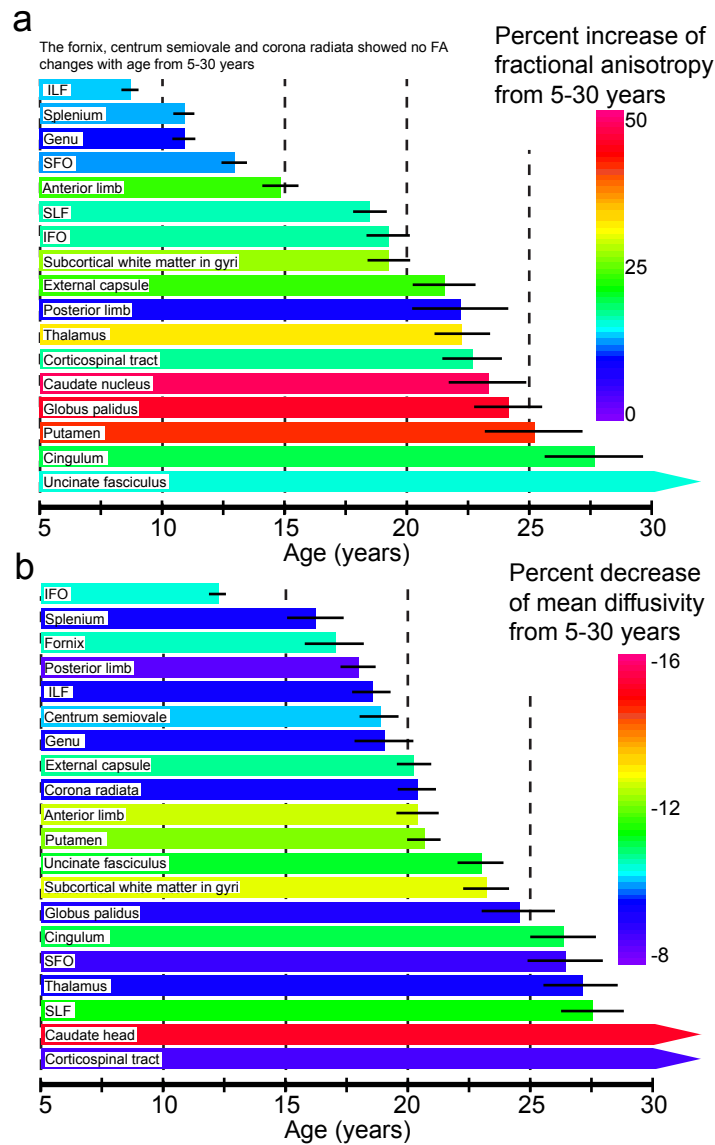 a
The fornix, centrum semiovale and corona radiata showed no FA
changes with age from 5-30 years
Percent increase of
fractional anisotropy
from 5-30 years
50
25
0
ILF
Splenium
Genu
SFO
Anterior limb
SLF
IFO
Subcortical white matter in gyri
External capsule
Posterior limb
Thalamus
Corticospinal tract
Caudate nucleus
Globus palidus
Putamen
Cingulum
Uncinate fasciculus
5 10 15 20 25 30
Age (years)
b
Percent decrease
of mean diffusivity
from 5-30 years
-16
-12
-8
IFO
Splenium
Fornix
Posterior limb
ILF
Centrum semiovale
Genu
External capsule
Corona radiata
Anterior limb
Putamen
Uncinate fasciculus
Subcortical white matter in gyri
Globus palidus
Cingulum
SFO
Thalamus
SLF
Caudate head
Corticospinal tract
5 10 15 20 25 30
Age (years)